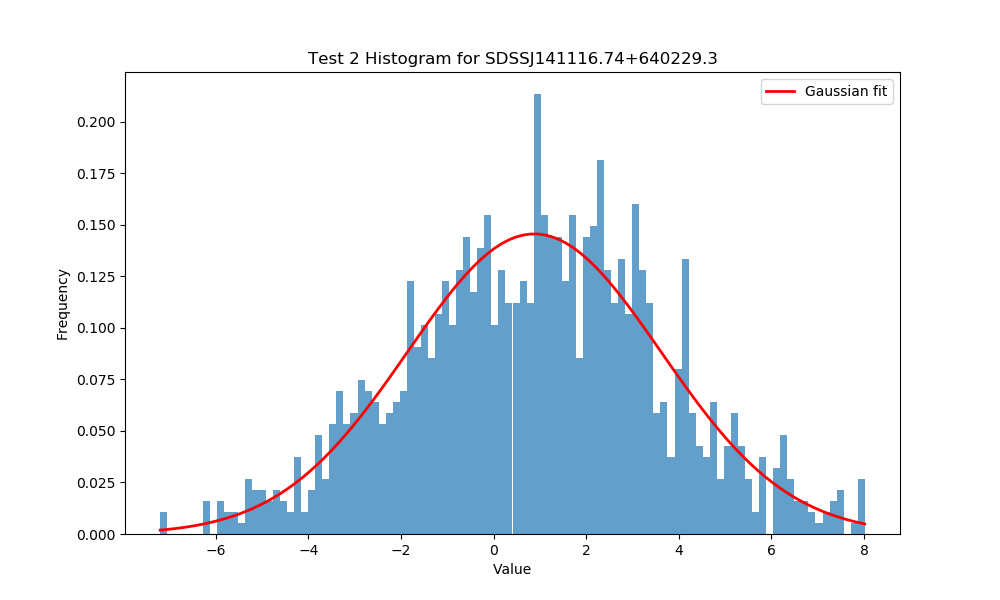 Test 2 Histogram for SDSSJ141116.74+640229.3
Gaussian fit
0.200
0.175
0.150
0.125
0.100
0.075
0.050
0.025
0.000
Frequency
−6 −4 −2 0 2 4 6 8
Value